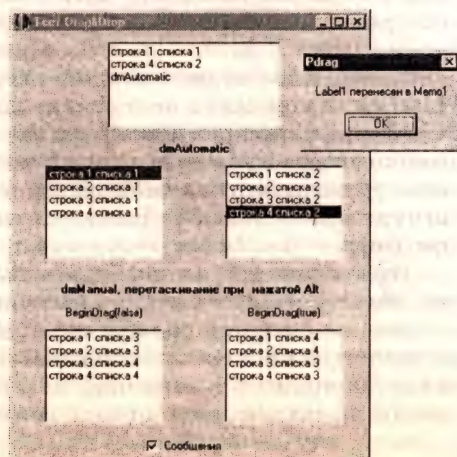 Тест Drag&Drop
строка 1 списка 1
строка 4 списка 2
dmAutomatic
Pdrag
Label1 перенесан в Memo1
OK
dmAutomatic
строка 1 списка 1
строка 2 списка 1
строка 3 списка 1
строка 4 списка 1
строка 1 списка 2
строка 2 списка 2
строка 3 списка 2
строка 4 списка 2
dmManual, перетаскивание при нажатой Alt
BeginDrag(false)
BeginDrag(true)
строка 1 списка 3
строка 2 списка 3
строка 3 списка 4
строка 4 списка 4
строка 1 списка 4
строка 2 списка 4
строка 4 списка 3
строка 3 списка 3
Сообщения